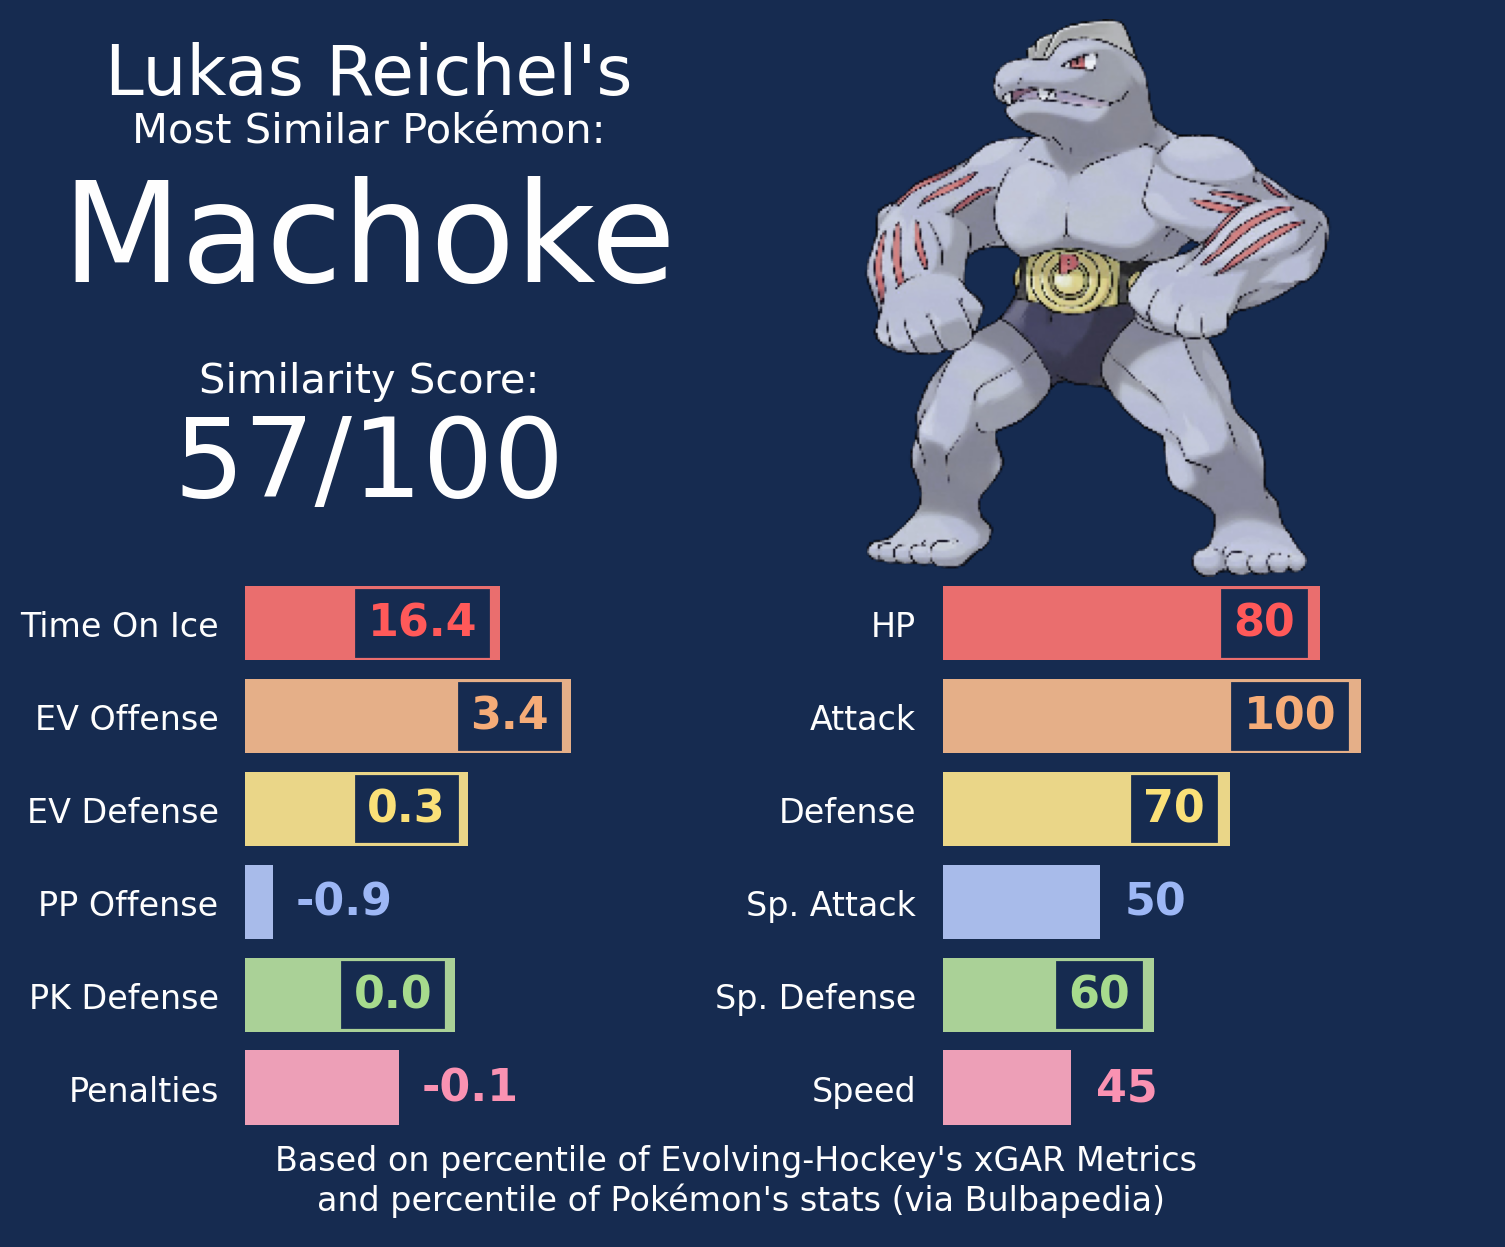 Lukas Reichel's
Most Similar Pokémon:
Machoke
Similarity Score:
57/100
P
Time On Ice 16.4
EV Offense 3.4
EV Defense 0.3
PP Offense -0.9
PK Defense 0.0
Penalties -0.1
HP 80
Attack 100
Defense 70
Sp. Attack 50
Sp. Defense 60
Speed 45
Based on percentile of Evolving-Hockey's xGAR Metrics
and percentile of Pokémon's stats (via Bulbapedia)